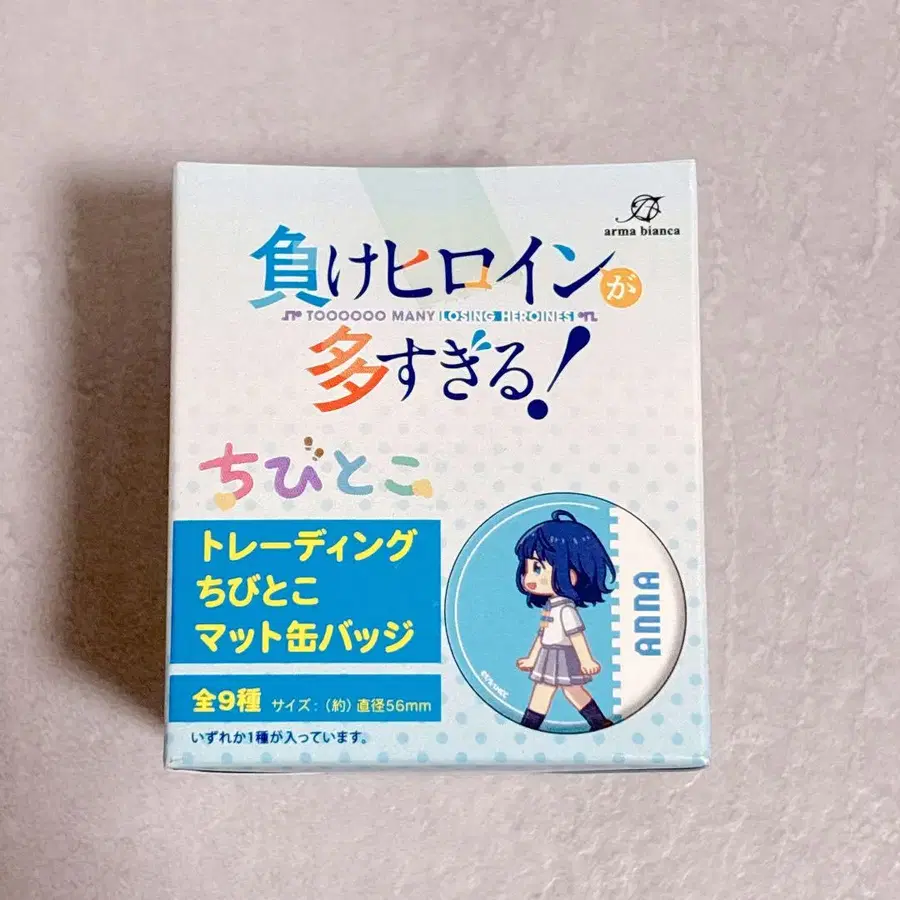 arma bianca
負けヒロインが
TOOOOOO MANY LOSING HEROINES
多すぎる!
ちびとこ
トレーディング
ちびとこ
マット缶バッジ
ANNA
全9種 サイズ:(約)直径56mm
いずれか1種が入っています。